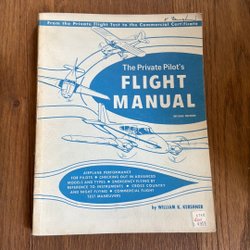 From the Private Flight Test to the Commercial Certificate
The Private Pilot's
FLIGHT
MANUAL
SECOND EDITION
AIRPLANE PERFORMANCE
FOR PILOTS • CHECKING OUT IN ADVANCED
MODELS AND TYPES • EMERGENCY FLYING BY
REFERENCE TO INSTRUMENTS • CROSS COUNTRY
AND NIGHT FLYING • COMMERCIAL FLIGHT
TEST MANEUVERS
by WILLIAM K. KERSHNER